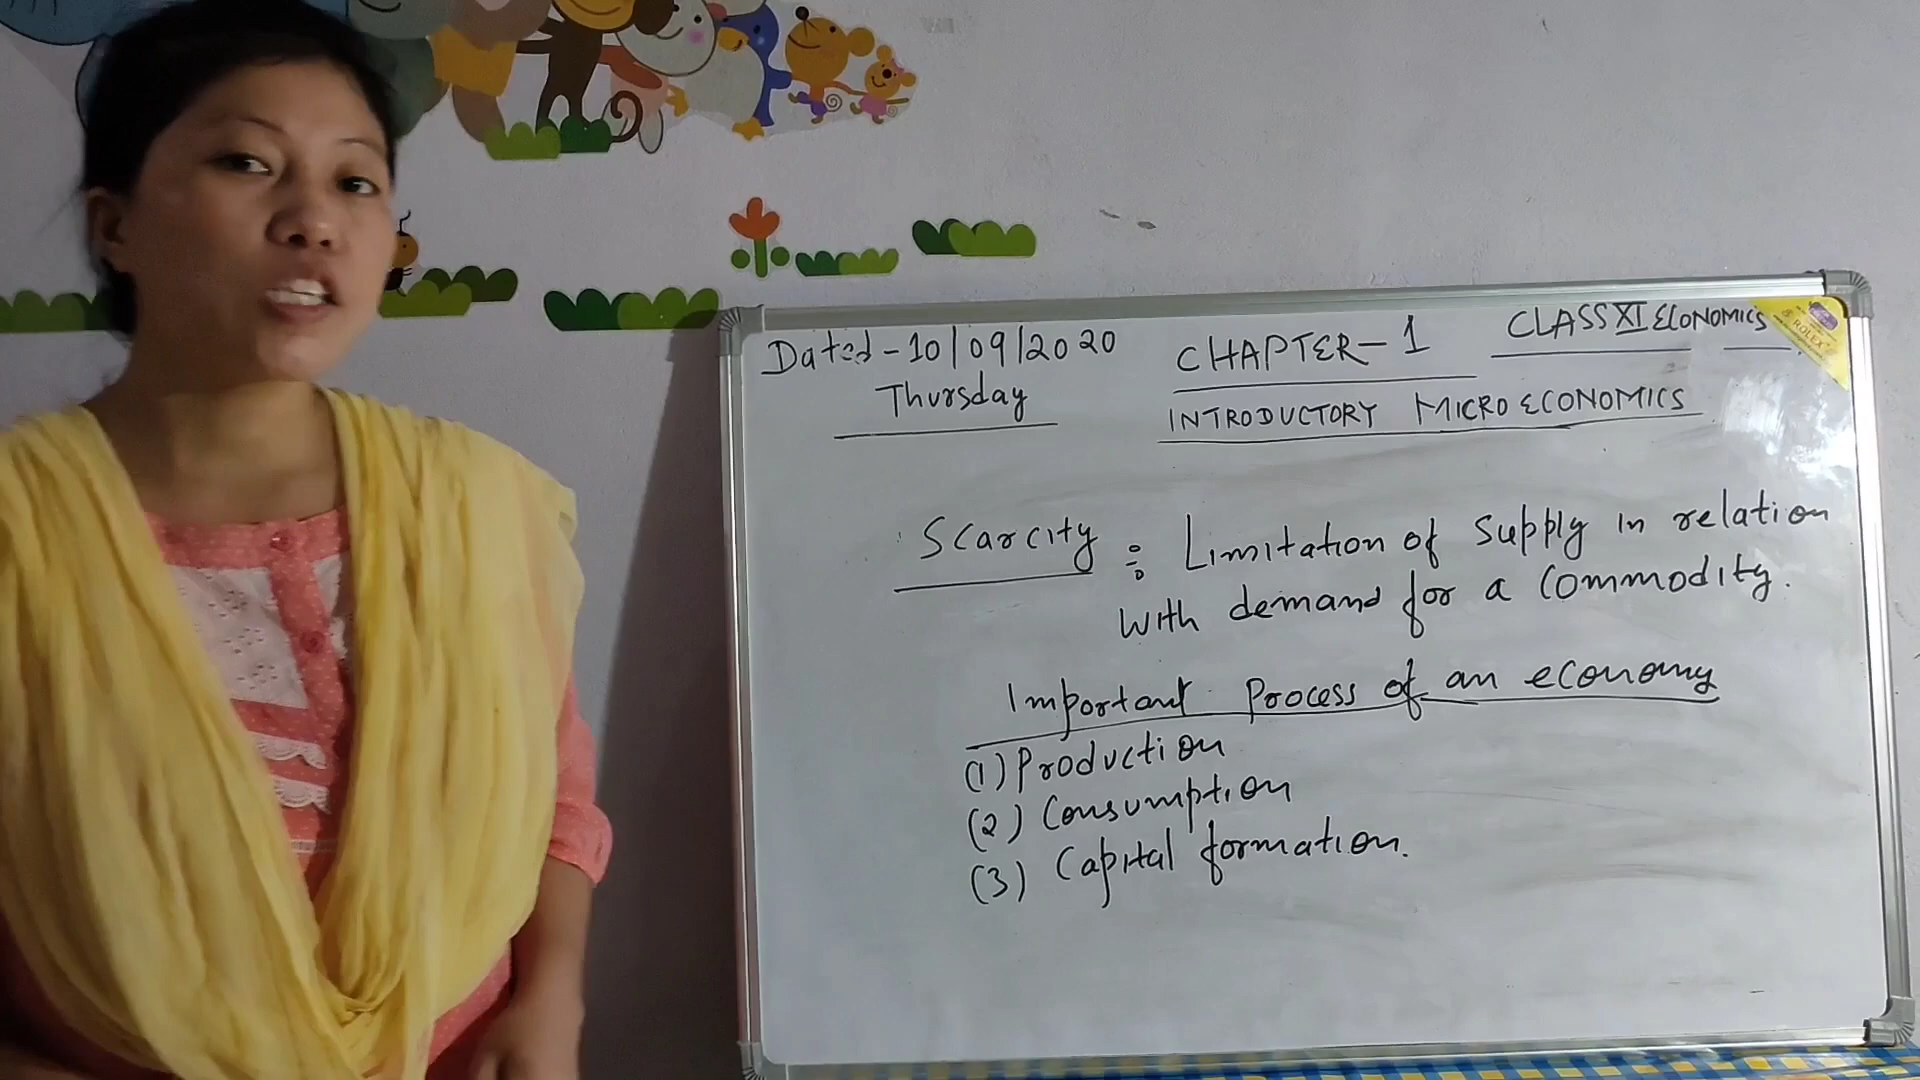 Dated - 10/09/2020
Thursday
CHAPTER - 1
CLASS XI ECONOMICS
INTRODUCTORY MICRO ECONOMICS
Scarcity : Limitation of Supply in relation
with demand for a commodity.
Important Process of an economy
(1) Production
(2) Consumption
(3) Capital formation.
ROLEX